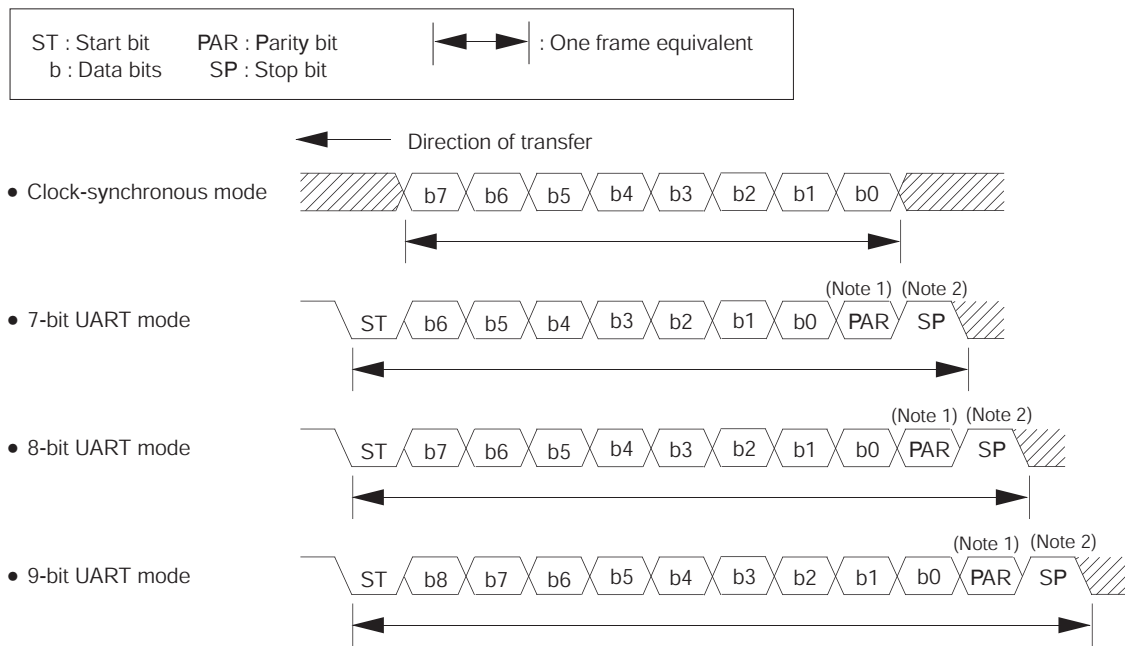 ST : Start bit PAR : Parity bit : One frame equivalent
b : Data bits SP : Stop bit
Direction of transfer
• Clock-synchronous mode b7 b6 b5 b4 b3 b2 b1 b0
(Note 1) (Note 2)
• 7-bit UART mode ST b6 b5 b4 b3 b2 b1 b0 PAR SP
(Note 1) (Note 2)
• 8-bit UART mode ST b7 b6 b5 b4 b3 b2 b1 b0 PAR SP
(Note 1) (Note 2)
• 9-bit UART mode ST b8 b7 b6 b5 b4 b3 b2 b1 b0 PAR SP